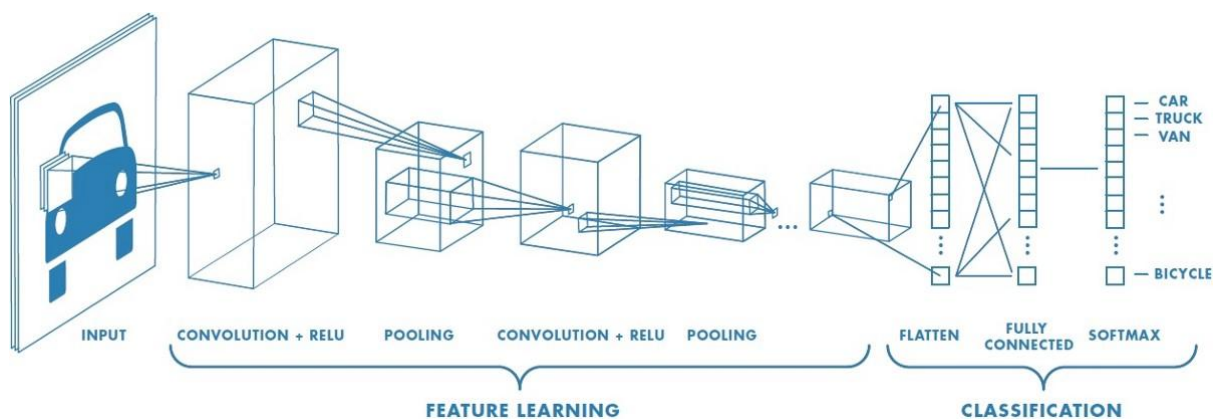 CAR
TRUCK
VAN
BICYCLE
INPUT
CONVOLUTION + RELU
POOLING
CONVOLUTION + RELU
POOLING
FLATTEN
FULLY
CONNECTED
SOFTMAX
FEATURE LEARNING
CLASSIFICATION